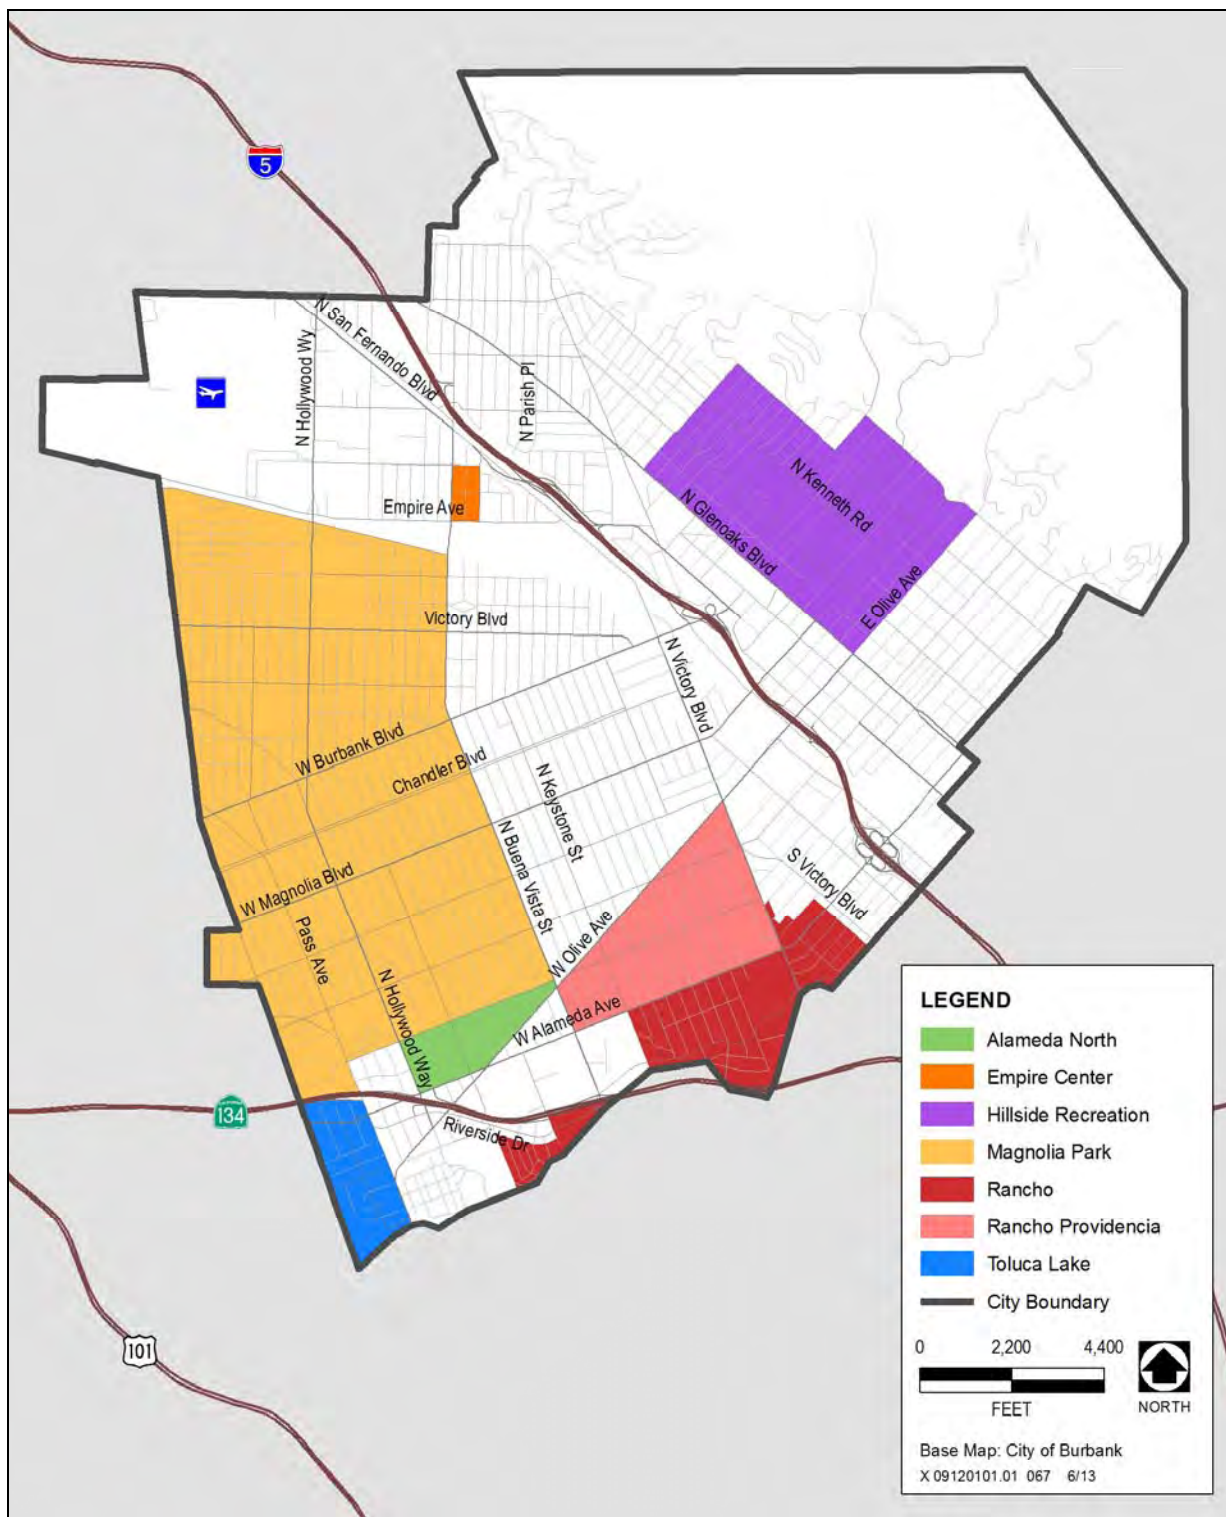 5
N San Fernando Blvd
N Hollywood Wy
N Parish Pl
Empire Ave
N Kenneth Rd
N Glenoaks Blvd
E Olive Ave
Victory Blvd
N Victory Blvd
W Burbank Blvd
Chandler Blvd
N Keystone St
N Buena Vista St
W Magnolia Blvd
S Victory Blvd
Pass Ave
W Olive Ave
N Hollywood Way
W Alameda Ave
134
Riverside Dr
101
LEGEND
Alameda North
Empire Center
Hillside Recreation
Magnolia Park
Rancho
Rancho Providencia
Toluca Lake
City Boundary
0 2,200 4,400
FEET
NORTH
Base Map: City of Burbank
X 09120101.01 067 6/13